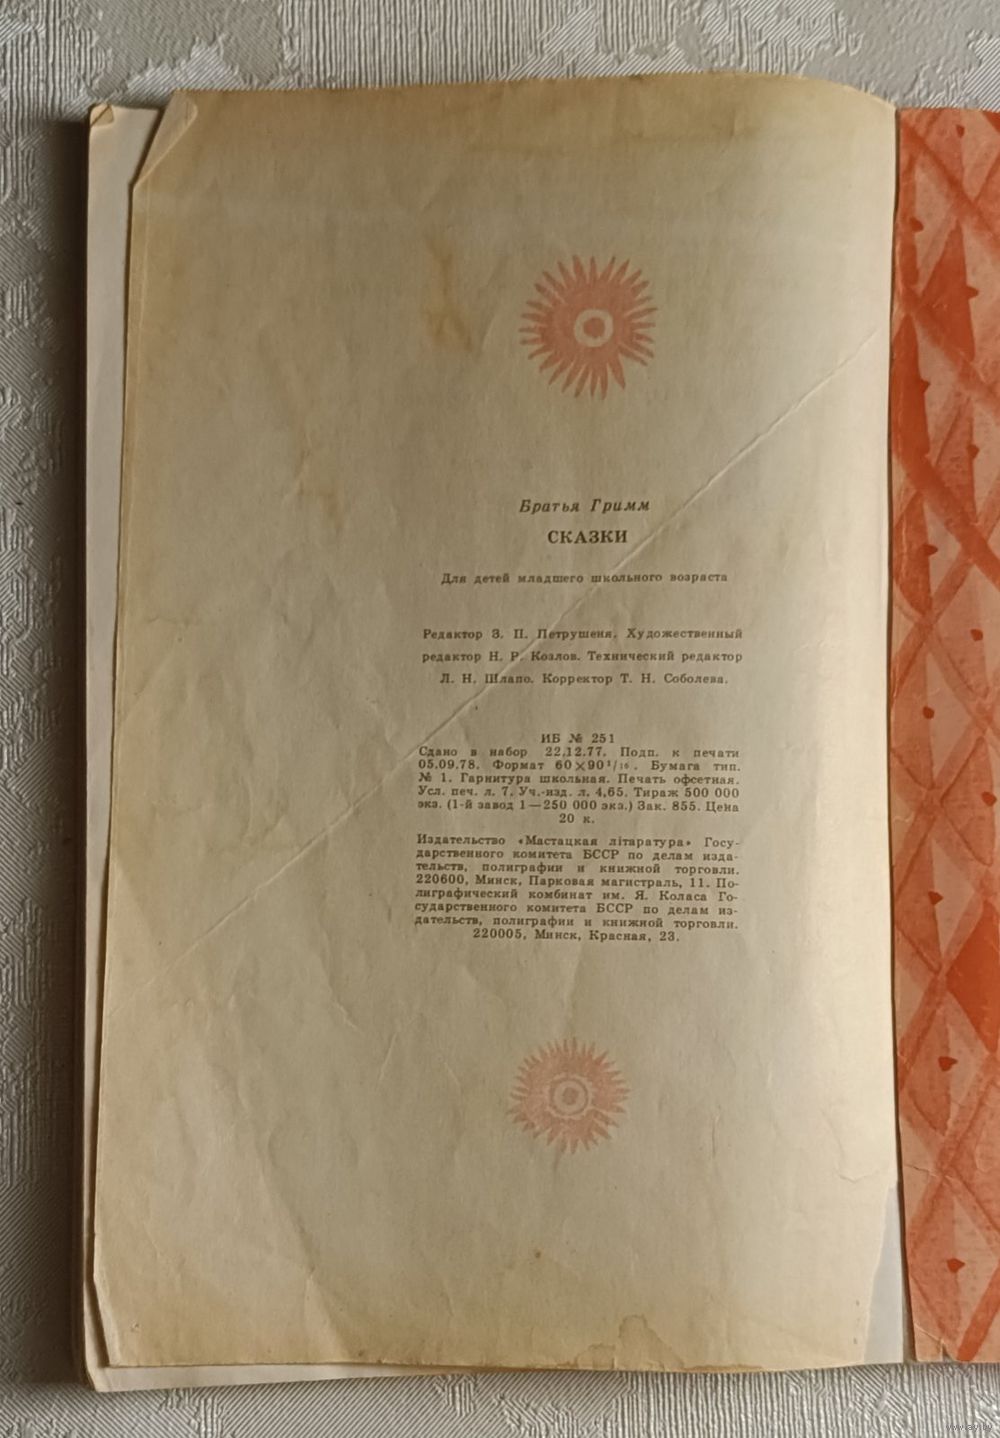 Братья Гримм
СКАЗКИ
Для детей младшего школьного возраста
Редактор З. П. Петрушеня. Художественный
редактор Н. Р. Козлов. Технический редактор
Л. Н. Шлапо. Корректор Т. Н. Соболева.
ИБ № 251
Сдано в набор 22.12.77. Подп. к печати
05.09.78. Формат 60×90¹/₁₆. Бумага тип.
№ 1. Гарнитура школьная. Печать офсетная.
Усл. печ. л. 7. Уч.-изд. л. 4,65. Тираж 500 000
экз. (1-й завод 1—250 000 экз.) Зак. 855. Цена
20 к.
Издательство «Мастацкая літаратура» Госу-
дарственного комитета БССР по делам изда-
тельств, полиграфии и книжной торговли.
220600, Минск, Парковая магистраль, 11. По-
лиграфический комбинат им. Я. Коласа Го-
сударственного комитета БССР по делам из-
дательств, полиграфии и книжной торговли.
220005, Минск, Красная, 23.